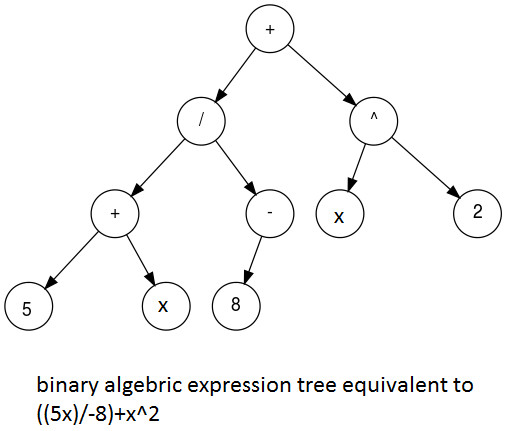 +
/
^
+
-
x
2
5
x
8
binary algebric expression tree equivalent to
((5x)/-8)+x^2